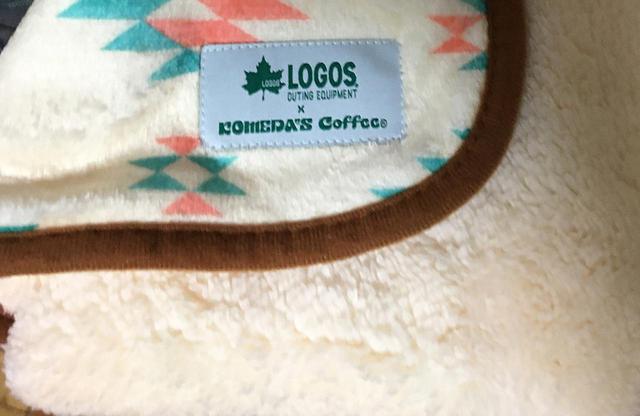 LOGOS
LOGOS
OUTING EQUIPMENT
×
KOMEDA'S Coffee®